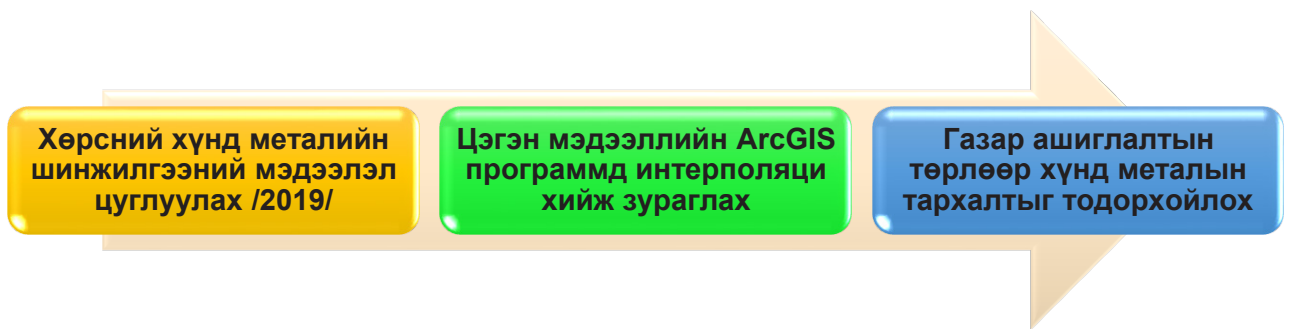 Хөрсний хүнд металийн
шинжилгээний мэдээлэл
цуглуулах /2019/
Цэгэн мэдээллийн ArcGIS
программд интерполяци
хийж зураглах
Газар ашиглалтын
төрлөөр хүнд металын
тархалтыг тодорхойлох